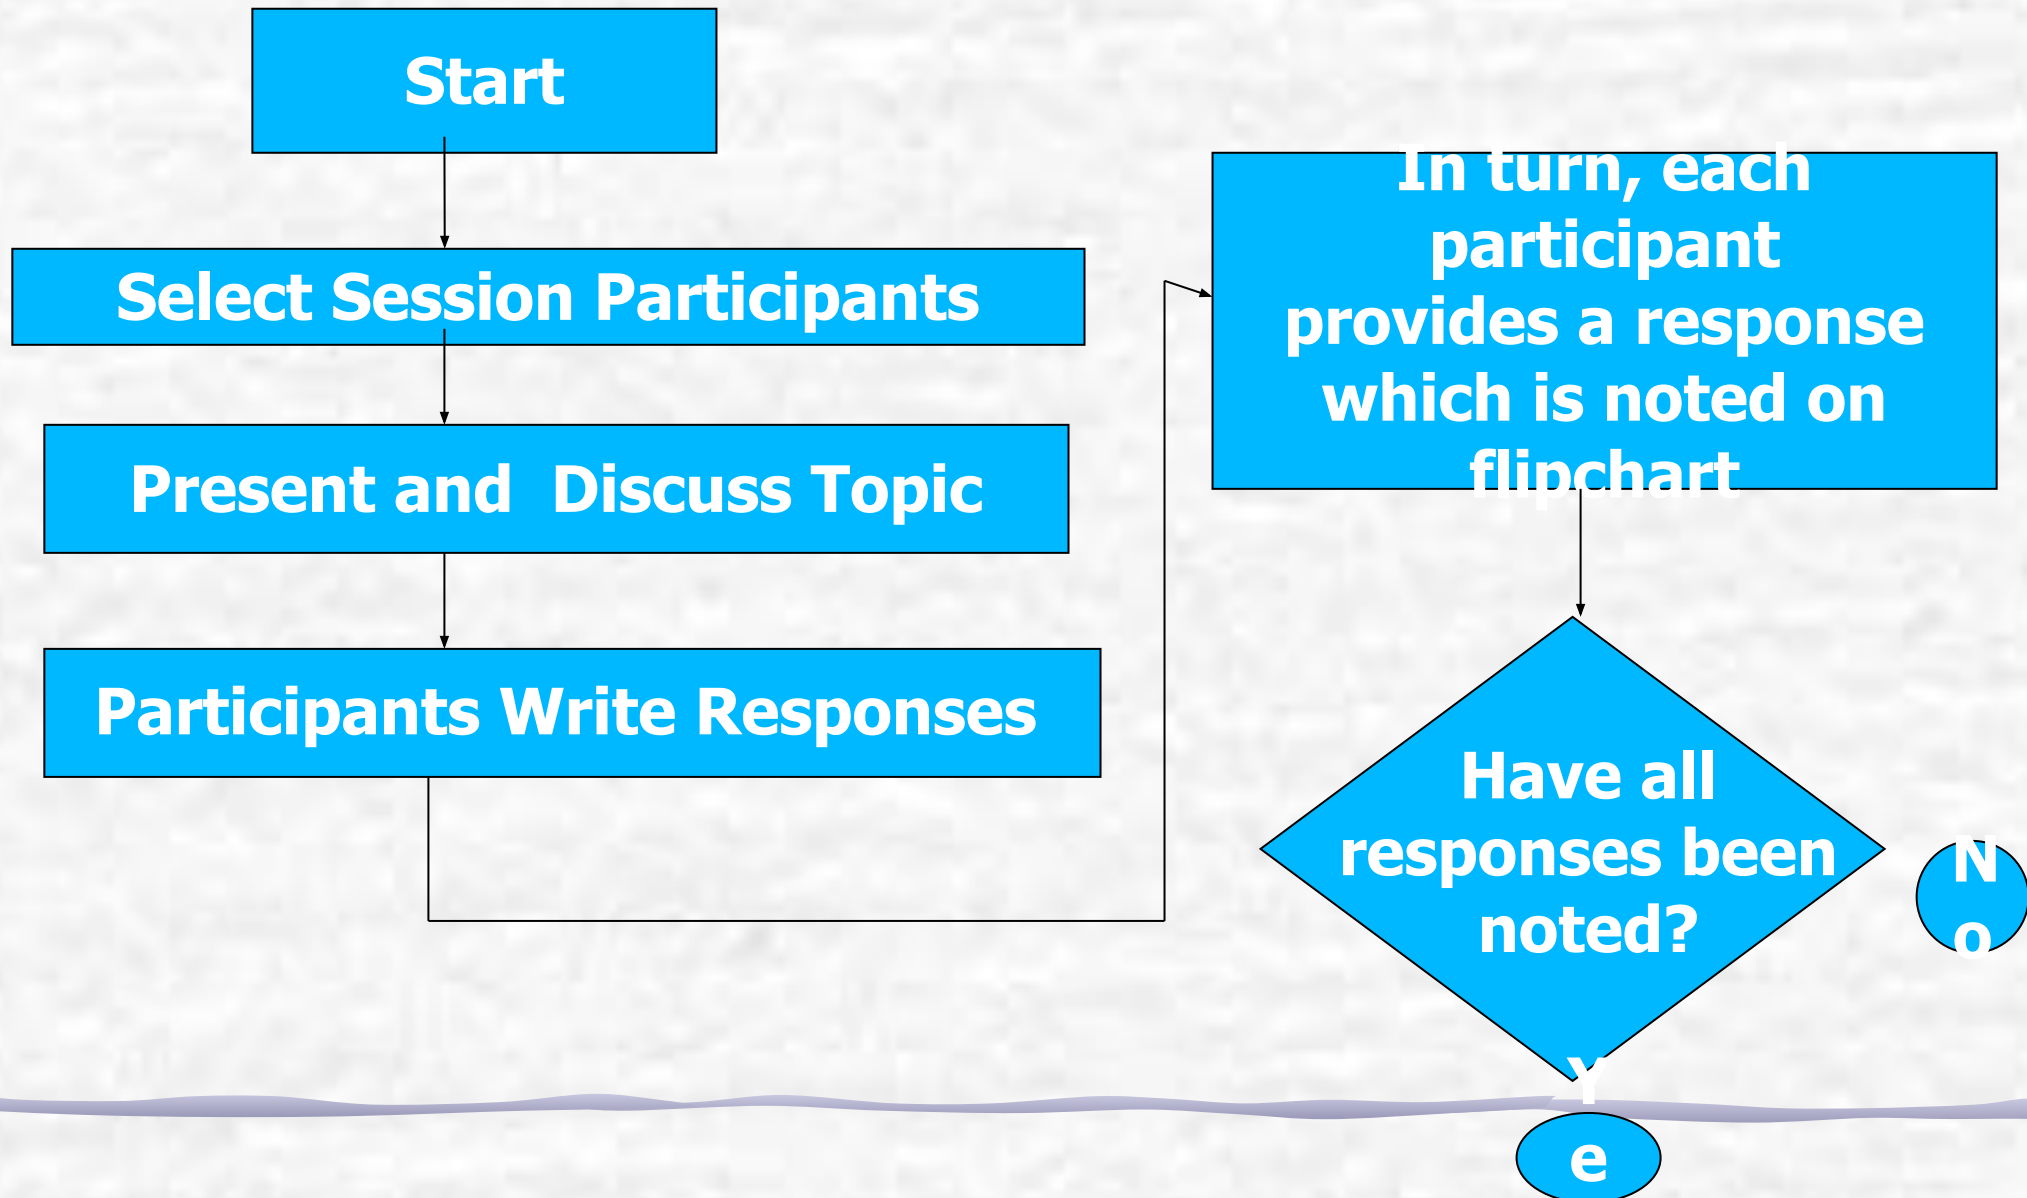 Start
Select Session Participants
Present and  Discuss Topic
Participants Write Responses
In turn, each
participant
provides a response
which is noted on
flipchart
Have all
responses been
noted?
N
o
Y
e